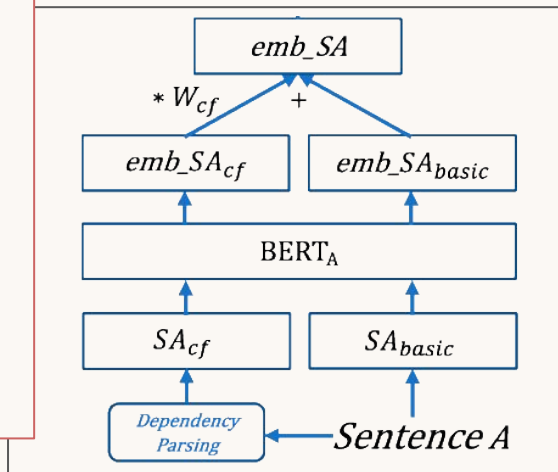 emb_SA
* W_cf +
emb_SA_cf emb_SA_basic
BERT_A
SA_cf SA_basic
Dependency
Parsing
Sentence A